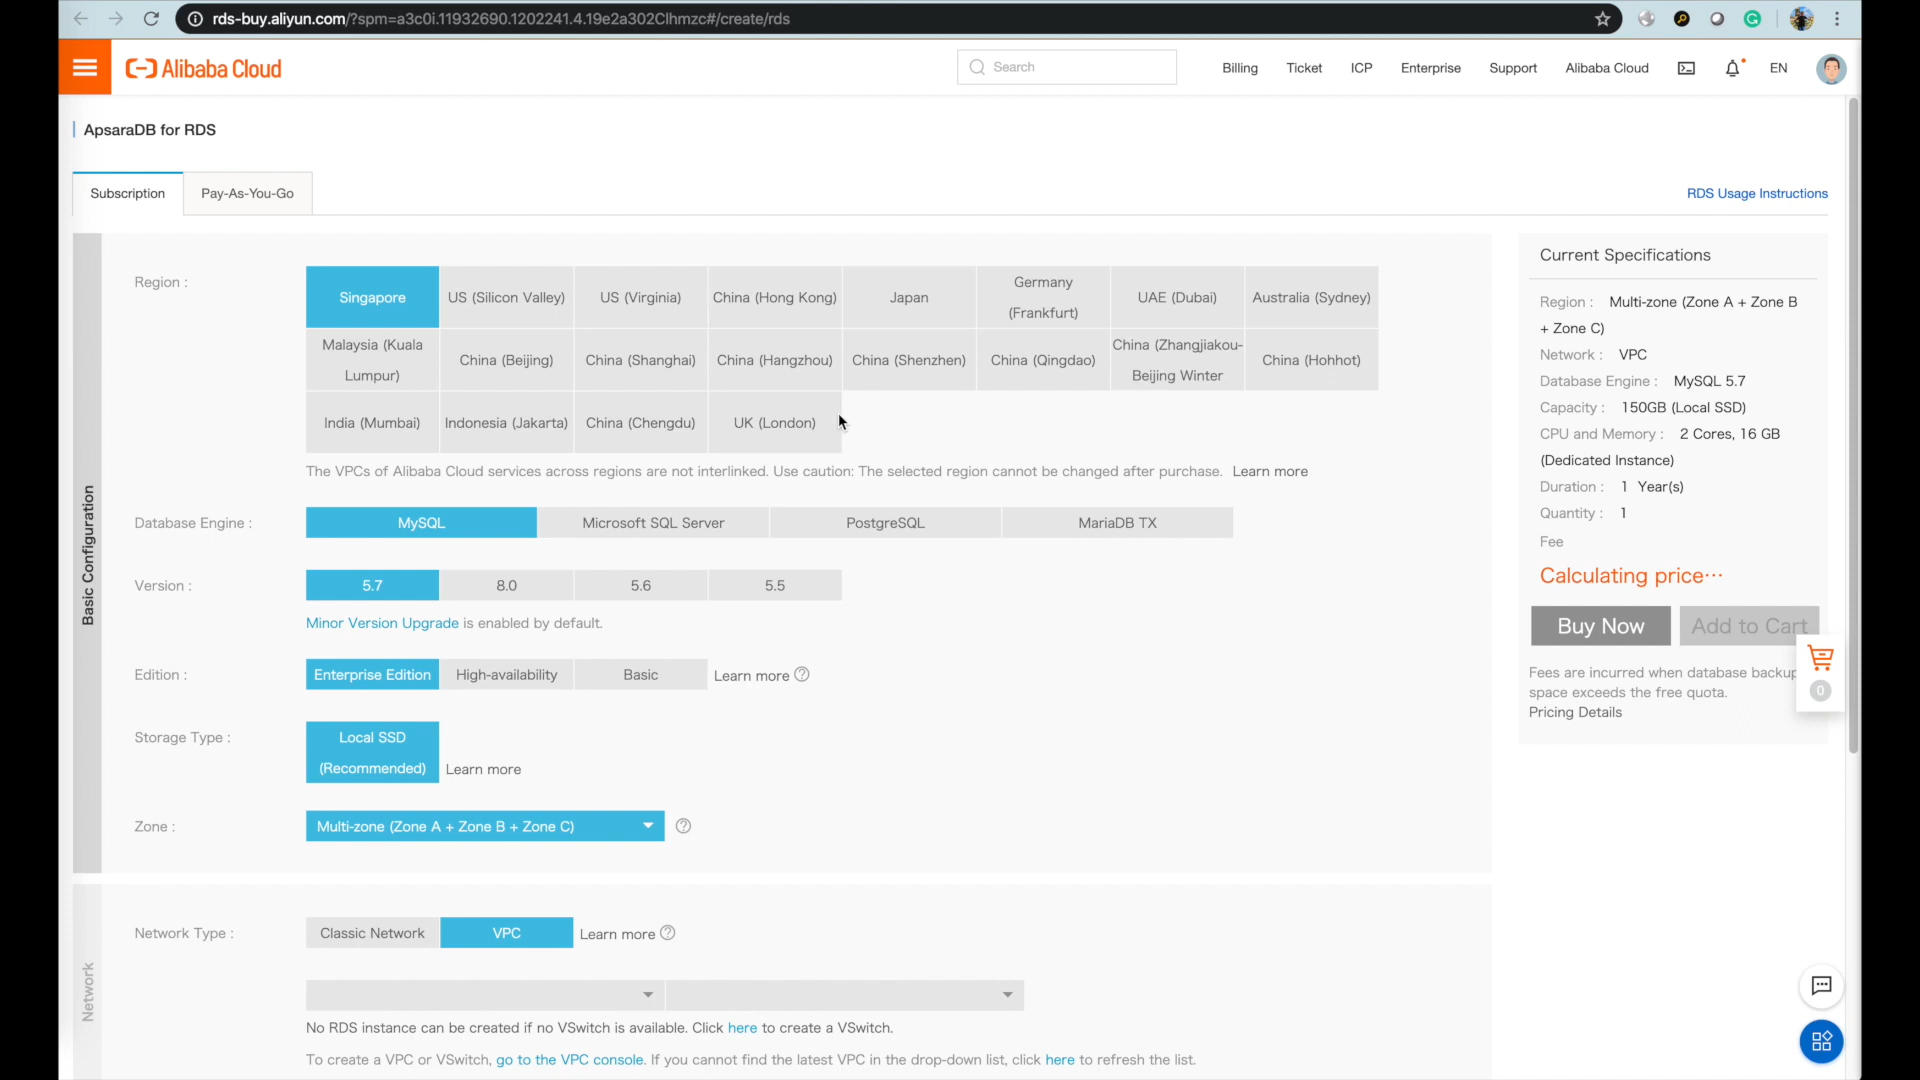 rds-buy.aliyun.com/?spm=a3c0i.11932690.1202241.4.19e2a302Clhmzc#/create/rds
Alibaba Cloud
Search
Billing
Ticket
ICP
Enterprise
Support
Alibaba Cloud
EN
ApsaraDB for RDS
Subscription
Pay-As-You-Go
RDS Usage Instructions
Basic Configuration
Region :
Singapore
US (Silicon Valley)
US (Virginia)
China (Hong Kong)
Japan
Germany
(Frankfurt)
UAE (Dubai)
Australia (Sydney)
Malaysia (Kuala
Lumpur)
China (Beijing)
China (Shanghai)
China (Hangzhou)
China (Shenzhen)
China (Qingdao)
China (Zhangjiakou-
Beijing Winter
China (Hohhot)
India (Mumbai)
Indonesia (Jakarta)
China (Chengdu)
UK (London)
The VPCs of Alibaba Cloud services across regions are not interlinked. Use caution: The selected region cannot be changed after purchase. Learn more
Database Engine :
MySQL
Microsoft SQL Server
PostgreSQL
MariaDB TX
Version :
5.7
8.0
5.6
5.5
Minor Version Upgrade is enabled by default.
Edition :
Enterprise Edition
High-availability
Basic
Learn more
Storage Type :
Local SSD
(Recommended)
Learn more
Zone :
Multi-zone (Zone A + Zone B + Zone C)
Network
Network Type :
Classic Network
VPC
Learn more
No RDS instance can be created if no VSwitch is available. Click here to create a VSwitch.
To create a VPC or VSwitch, go to the VPC console. If you cannot find the latest VPC in the drop-down list, click here to refresh the list.
Current Specifications
Region : Multi-zone (Zone A + Zone B
+ Zone C)
Network : VPC
Database Engine : MySQL 5.7
Capacity : 150GB (Local SSD)
CPU and Memory : 2 Cores, 16 GB
(Dedicated Instance)
Duration : 1 Year(s)
Quantity : 1
Fee
Calculating price···
Buy Now
Add to Cart
0
Fees are incurred when database backup
space exceeds the free quota.
Pricing Details